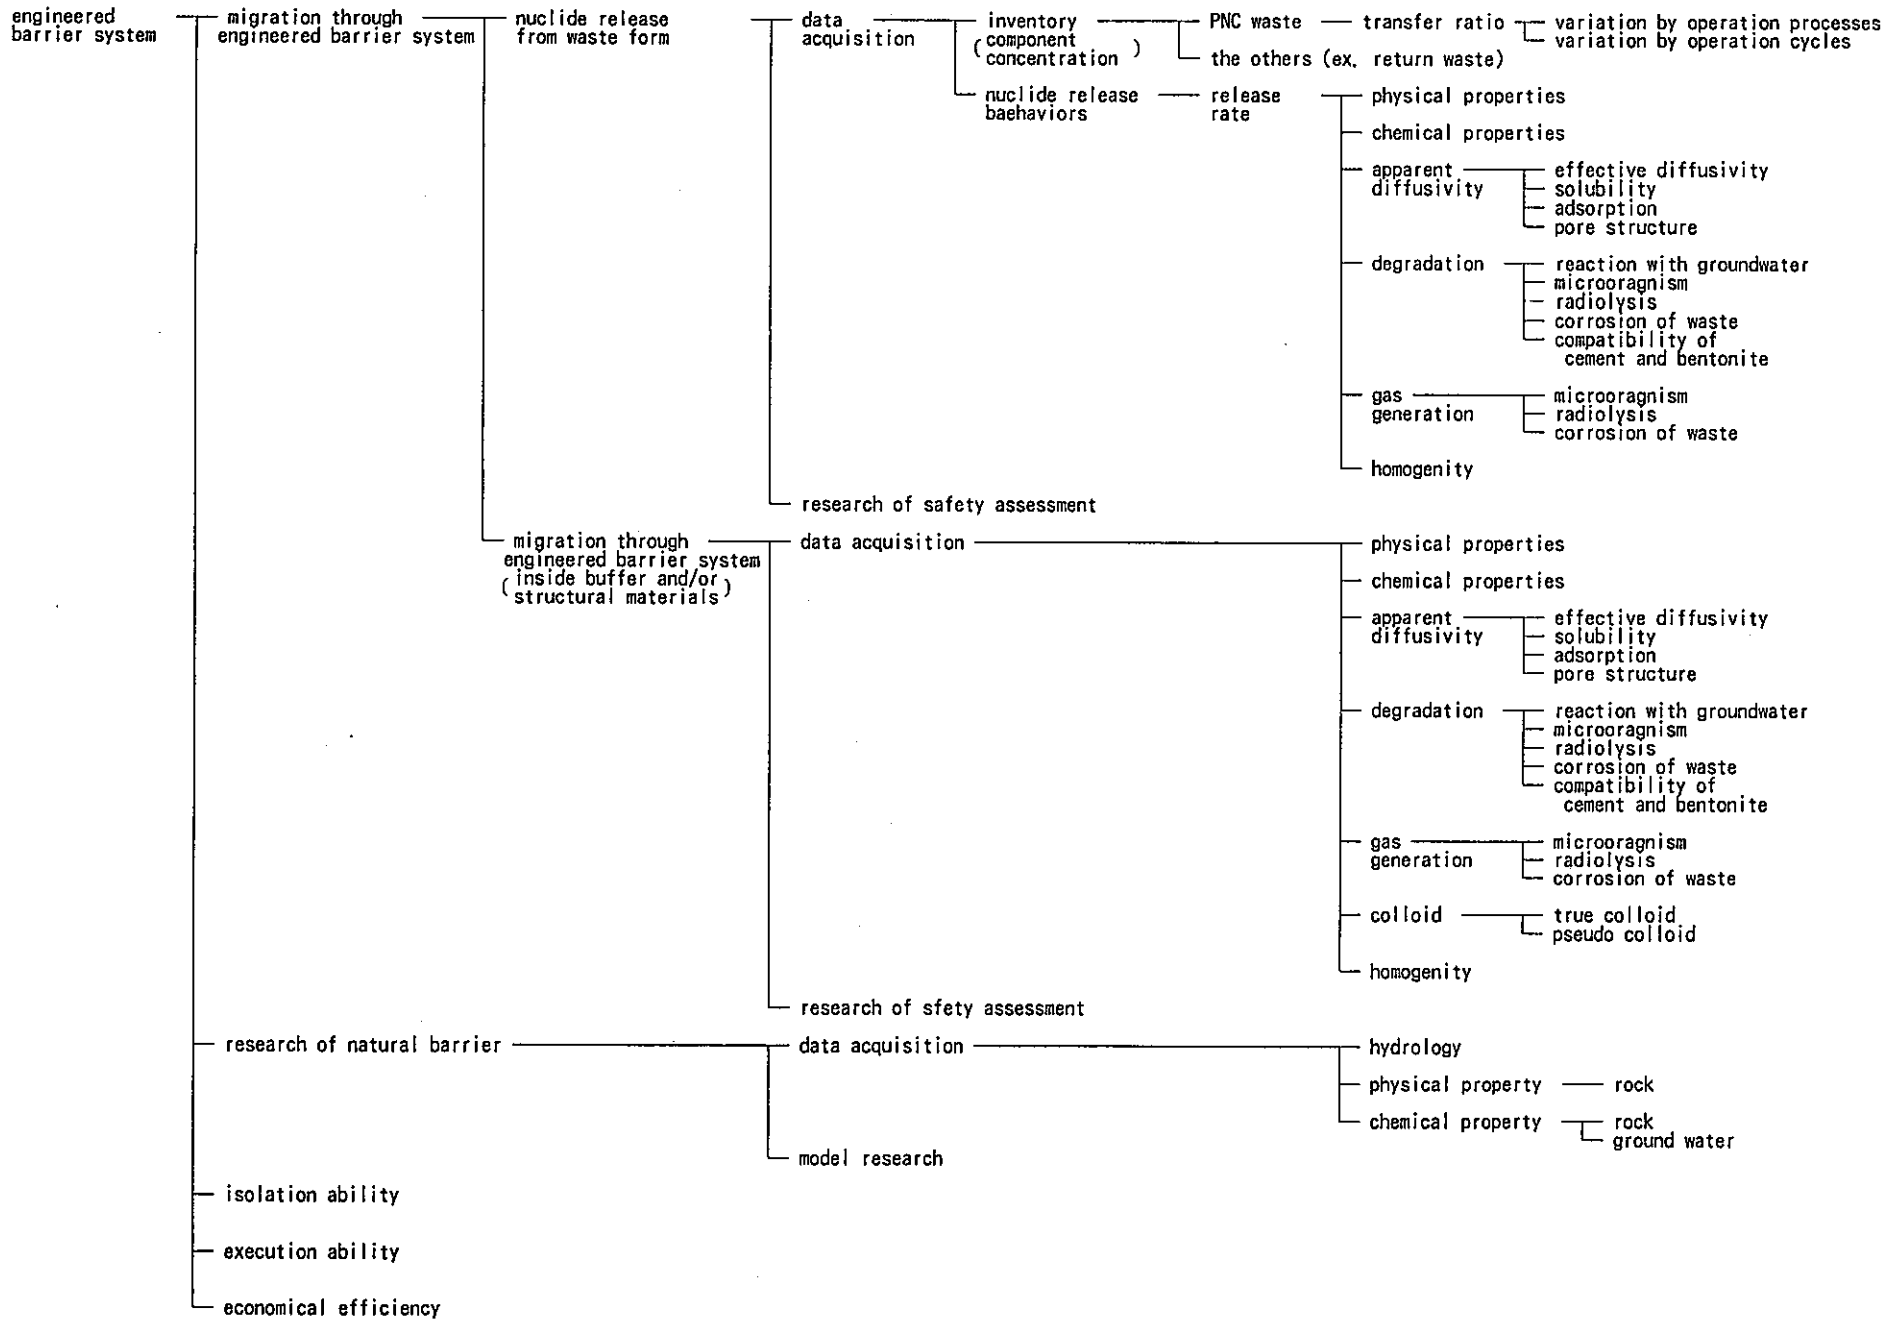 engineered
barrier system
migration through
engineered barrier system
nuclide release
from waste form
data
acquisition
inventory
(component
concentration)
PNC waste
transfer ratio
variation by operation processes
variation by operation cycles
the others (ex. return waste)
nuclide release
baehaviors
release
rate
physical properties
chemical properties
apparent
diffusivity
effective diffusivity
solubility
adsorption
pore structure
degradation
reaction with groundwater
microoragnism
radiolysis
corrosion of waste
compatibility of
cement and bentonite
gas
generation
microoragnism
radiolysis
corrosion of waste
homogenity
research of safety assessment
migration through
engineered barrier system
(inside buffer and/or
structural materials)
data acquisition
physical properties
chemical properties
apparent
diffusivity
effective diffusivity
solubility
adsorption
pore structure
degradation
reaction with groundwater
microoragnism
radiolysis
corrosion of waste
compatibility of
cement and bentonite
gas
generation
microoragnism
radiolysis
corrosion of waste
colloid
true colloid
pseudo colloid
homogenity
research of sfety assessment
research of natural barrier
data acquisition
hydrology
physical property
rock
chemical property
rock
ground water
model research
isolation ability
execution ability
economical efficiency